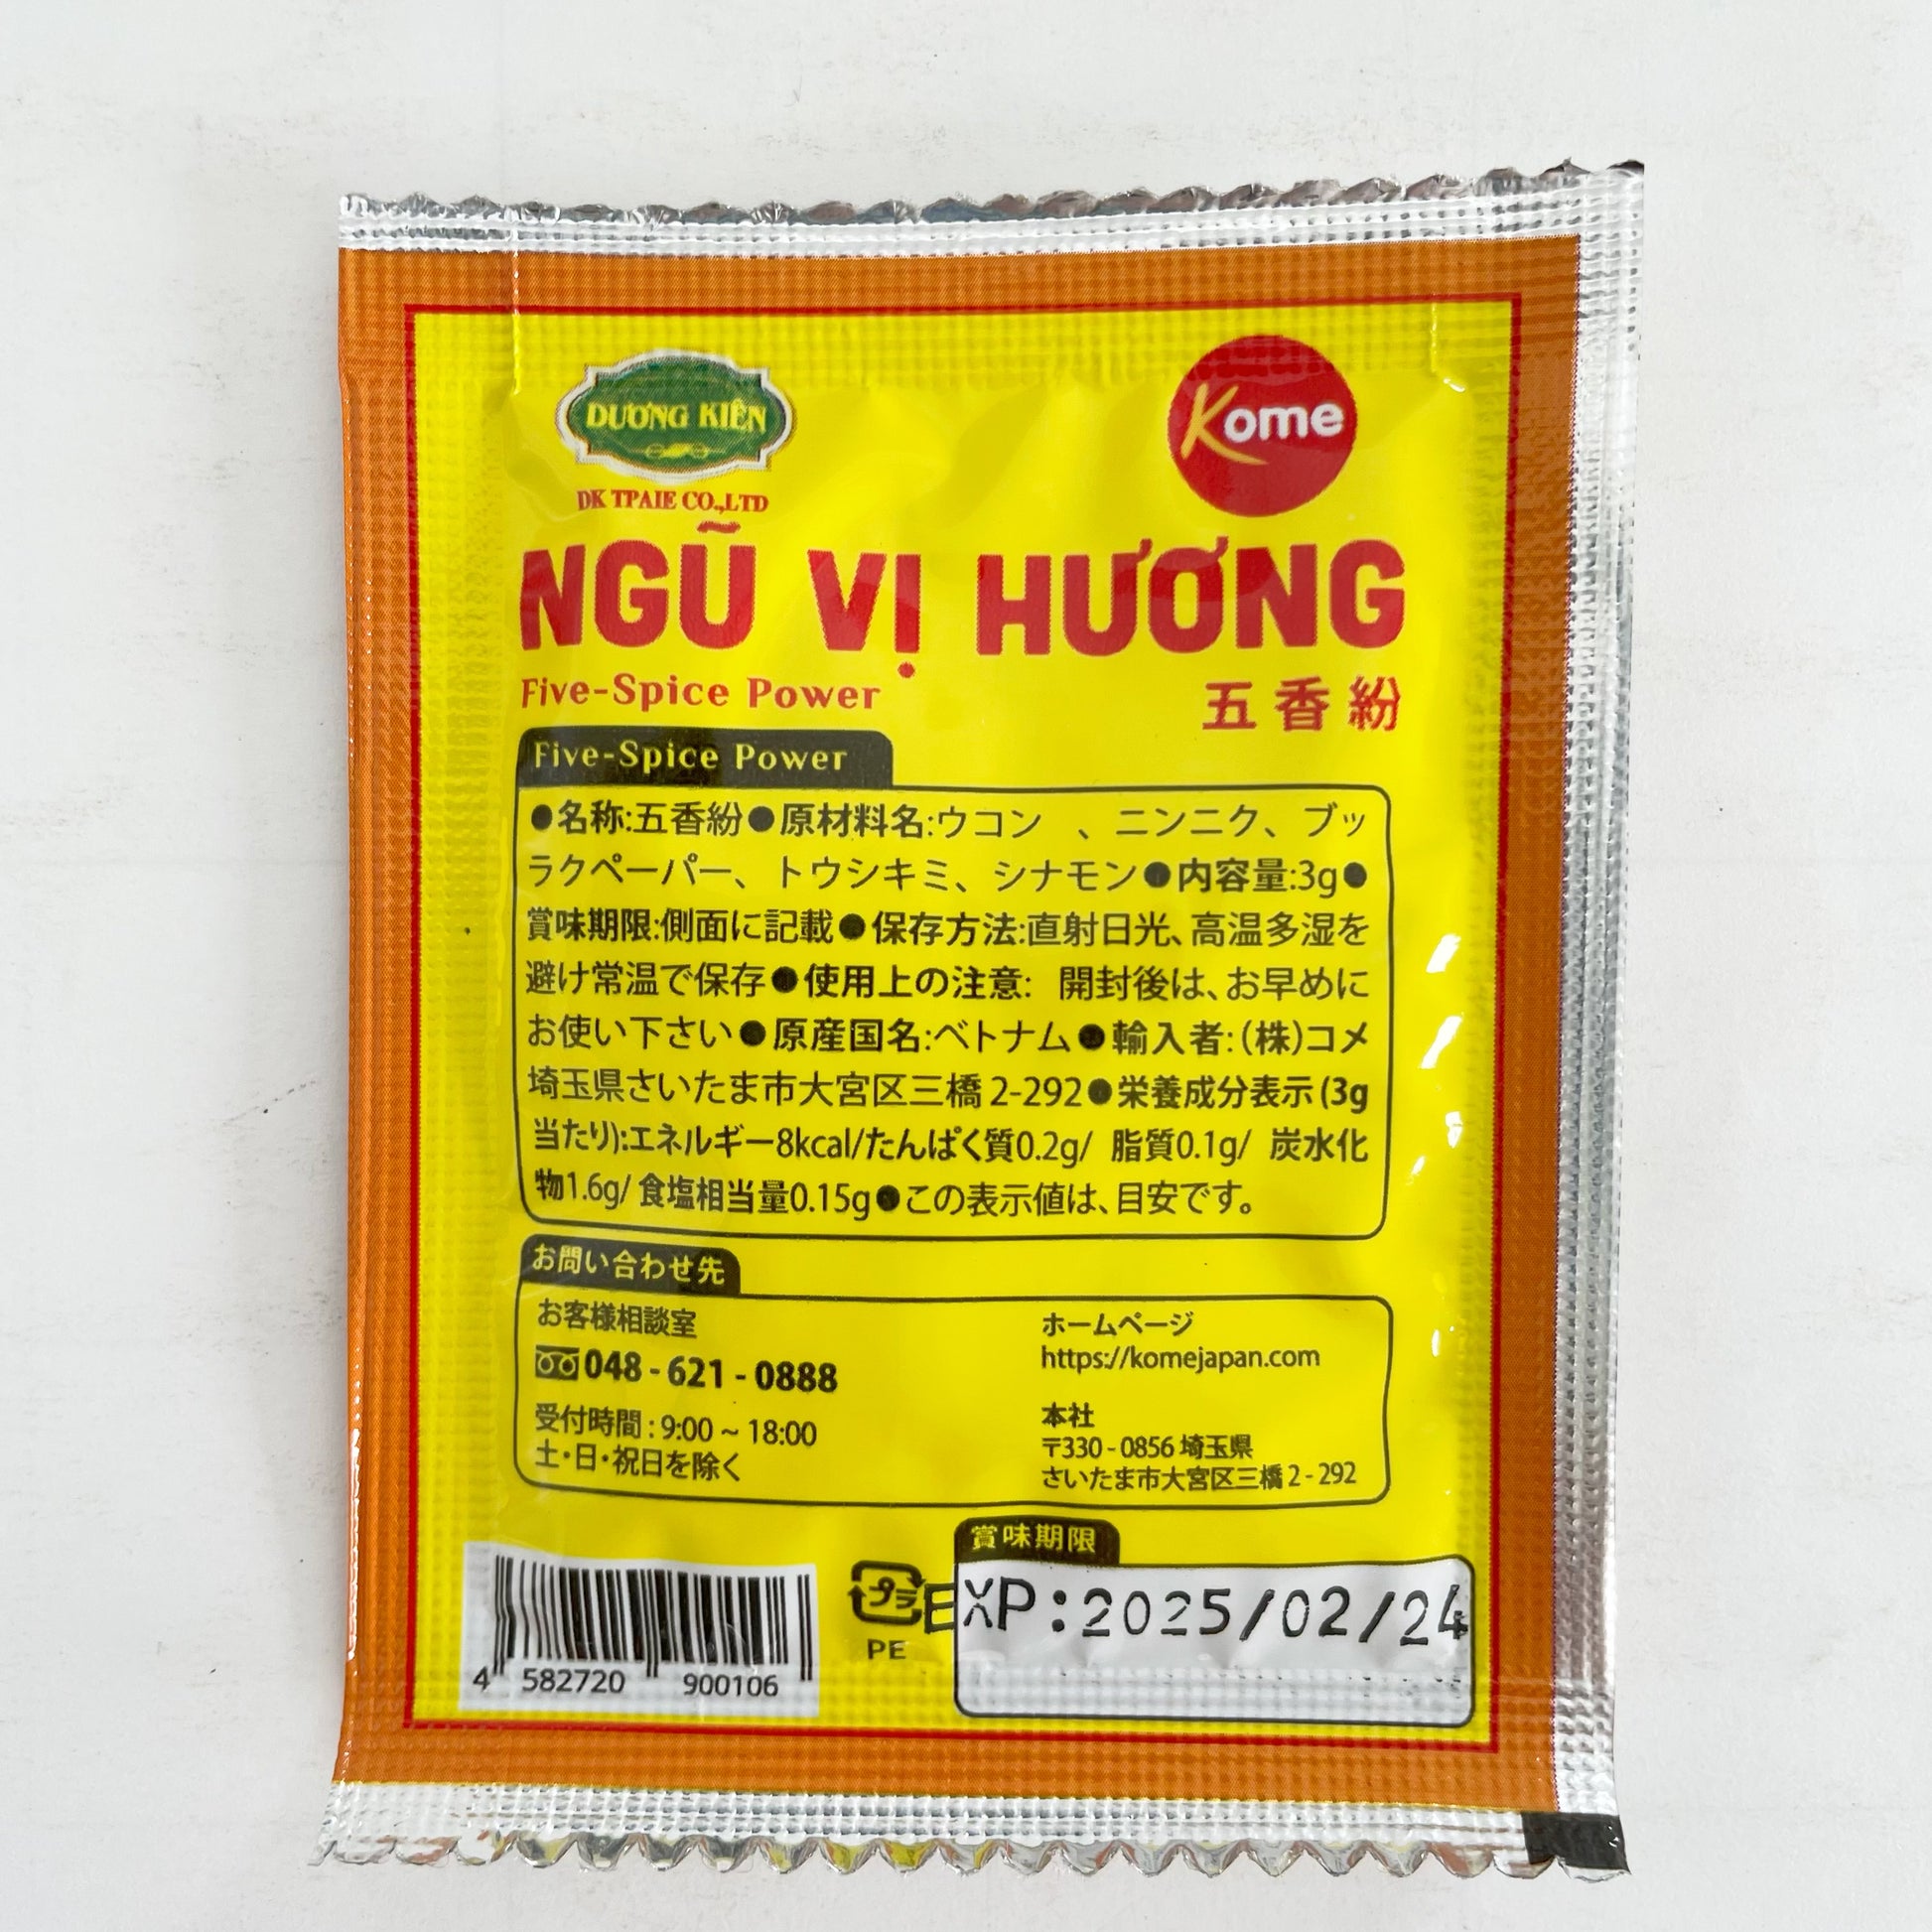 DƯƠNG KIÊN
DK TPAIE CO.,LTD
Kome
NGŨ VỊ HƯƠNG
Five-Spice Power
五香紛
Five-Spice Power
●名称:五香紛●原材料名:ウコン 、ニンニク、ブッ
ラクペーパー、トウシキミ、シナモン●内容量:3g●
賞味期限:側面に記載●保存方法:直射日光、高温多湿を
避け常温で保存●使用上の注意: 開封後は、お早めに
お使い下さい●原産国名:ベトナム●輸入者:(株)コメ
埼玉県さいたま市大宮区三橋2-292●栄養成分表示(3g
当たり):エネルギー8kcal/たんぱく質0.2g/ 脂質0.1g/ 炭水化
物1.6g/ 食塩相当量0.15g●この表示値は、目安です。
お問い合わせ先
お客様相談室
048-621-0888
受付時間:9:00~18:00
土・日・祝日を除く
ホームページ
https://komejapan.com
本社
〒330-0856 埼玉県
さいたま市大宮区三橋2-292
賞味期限
EXP:2025/02/24
プラ
PE
4 582720 900106